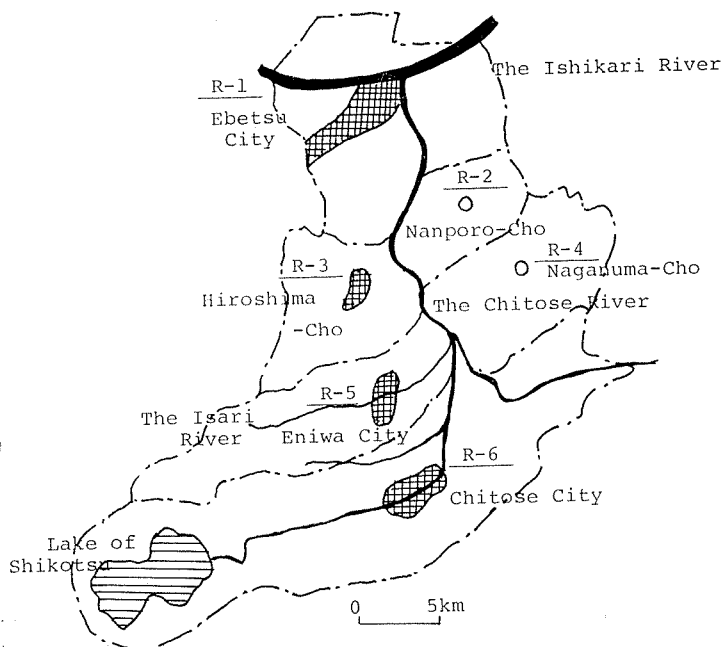 The Ishikari River
R-1
Ebetsu
City
R-2
Nanporo-Cho
R-4
Naganuma-Cho
R-3
Hiroshima
-Cho
The Chitose River
R-5
The Isari
River
Eniwa City
R-6
Chitose City
Lake of
Shikotsu
0 5km